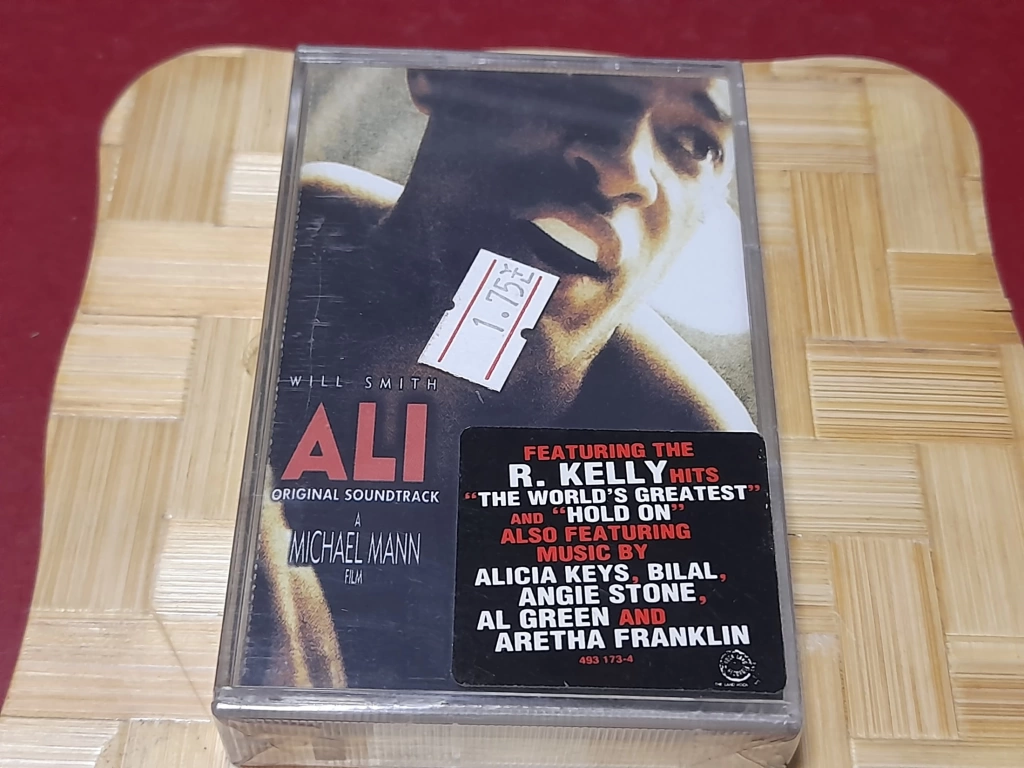 1.75
WILL SMITH
ALI
ORIGINAL SOUNDTRACK
A
MICHAEL MANN
FILM
FEATURING THE
R. KELLY HITS
"THE WORLD'S GREATEST"
AND "HOLD ON"
ALSO FEATURING
MUSIC BY
ALICIA KEYS, BILAL,
ANGIE STONE,
AL GREEN AND
ARETHA FRANKLIN
493 173-4